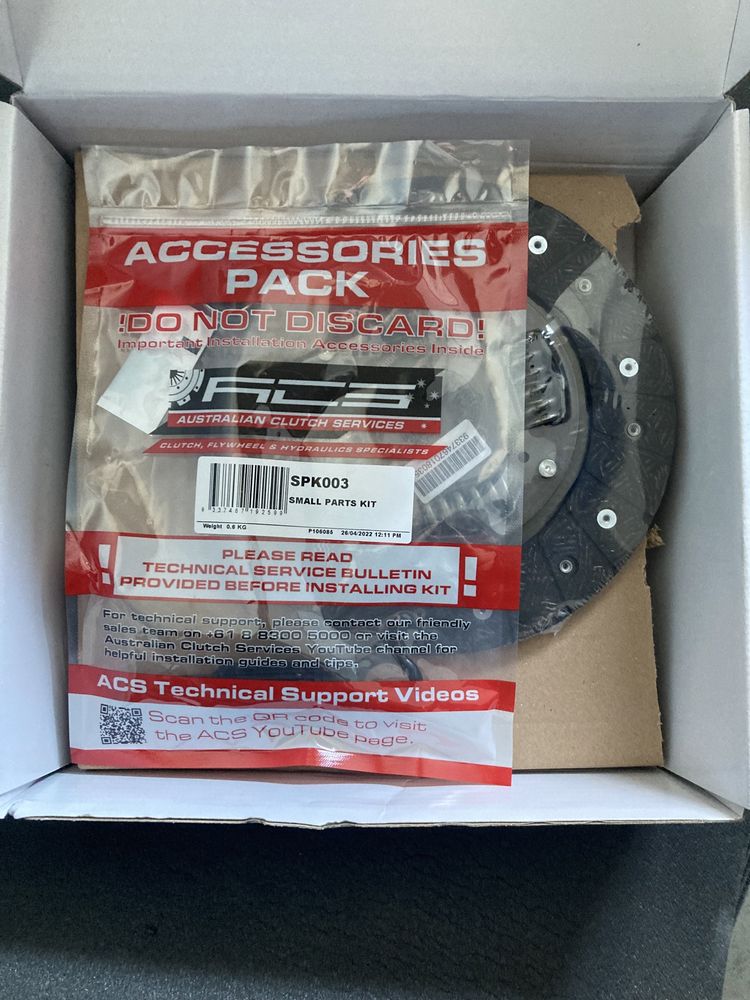 ACCESSORIES
PACK
!DO NOT DISCARD!
Important Installation Accessories Inside
ACS
AUSTRALIAN CLUTCH SERVICES
CLUTCH, FLYWHEEL & HYDRAULICS SPECIALISTS
SPK003
SMALL PARTS KIT
9 337467 192599
Weight 0.6 KG
P106085 26/04/2022 12:11 PM
! PLEASE READ !
TECHNICAL SERVICE BULLETIN
PROVIDED BEFORE INSTALLING KIT
For technical support, please contact our friendly
sales team on +61 8 8300 5000 or visit the
Australian Clutch Services YouTube channel for
helpful installation guides and tips.
ACS Technical Support Videos
Scan the QR code to visit
the ACS YouTube page.